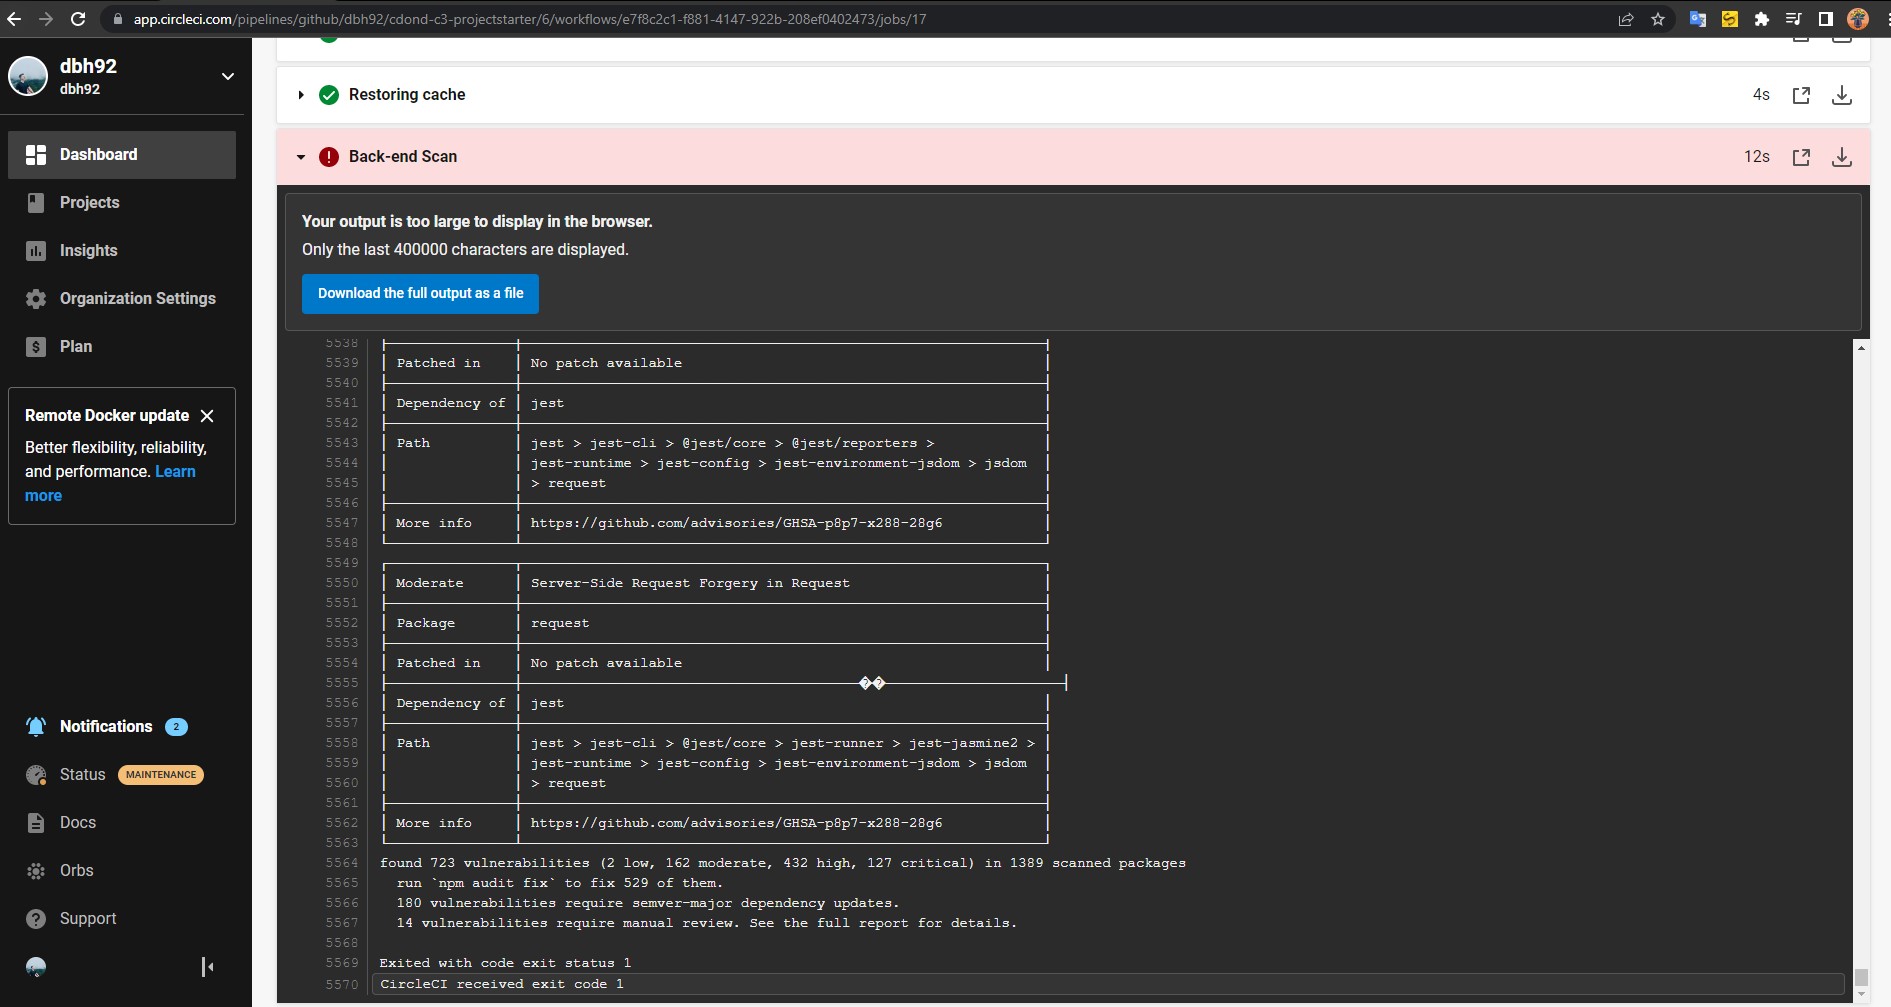 app.circleci.com/pipelines/github/dbh92/cdond-c3-projectstarter/6/workflows/e7f8c2c1-f881-4147-922b-208ef0402473/jobs/17
dbh92
dbh92
Dashboard
Projects
Insights
Organization Settings
Plan
Remote Docker update
Better flexibility, reliability,
and performance. Learn
more
Notifications 2
Status MAINTENANCE
Docs
Orbs
Support
Restoring cache 4s
Back-end Scan 12s
Your output is too large to display in the browser.
Only the last 400000 characters are displayed.
Download the full output as a file
5538
5539 Patched in No patch available
5540
5541 Dependency of jest
5542
5543 Path jest > jest-cli > @jest/core > @jest/reporters >
5544 jest-runtime > jest-config > jest-environment-jsdom > jsdom
5545 > request
5546
5547 More info https://github.com/advisories/GHSA-p8p7-x288-28g6
5548
5549
5550 Moderate Server-Side Request Forgery in Request
5551
5552 Package request
5553
5554 Patched in No patch available
5555 ��
5556 Dependency of jest
5557
5558 Path jest > jest-cli > @jest/core > jest-runner > jest-jasmine2 >
5559 jest-runtime > jest-config > jest-environment-jsdom > jsdom
5560 > request
5561
5562 More info https://github.com/advisories/GHSA-p8p7-x288-28g6
5563
5564 found 723 vulnerabilities (2 low, 162 moderate, 432 high, 127 critical) in 1389 scanned packages
5565 run `npm audit fix` to fix 529 of them.
5566 180 vulnerabilities require semver-major dependency updates.
5567 14 vulnerabilities require manual review. See the full report for details.
5568
5569 Exited with code exit status 1
5570 CircleCI received exit code 1